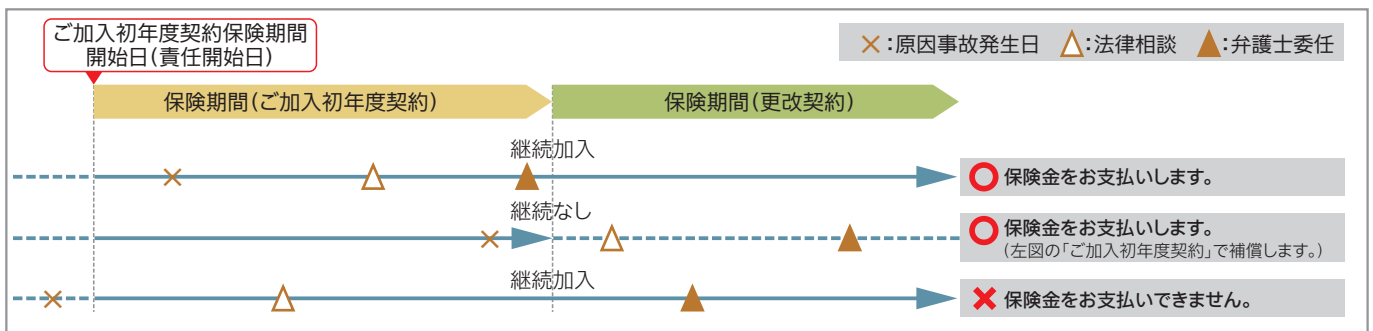 ご加入初年度契約保険期間
開始日(責任開始日)
×:原因事故発生日 △:法律相談 ▲:弁護士委任
保険期間(ご加入初年度契約)
保険期間(更改契約)
継続加入
保険金をお支払いします。
継続なし
保険金をお支払いします。
(左図の「ご加入初年度契約」で補償します。)
継続加入
保険金をお支払いできません。